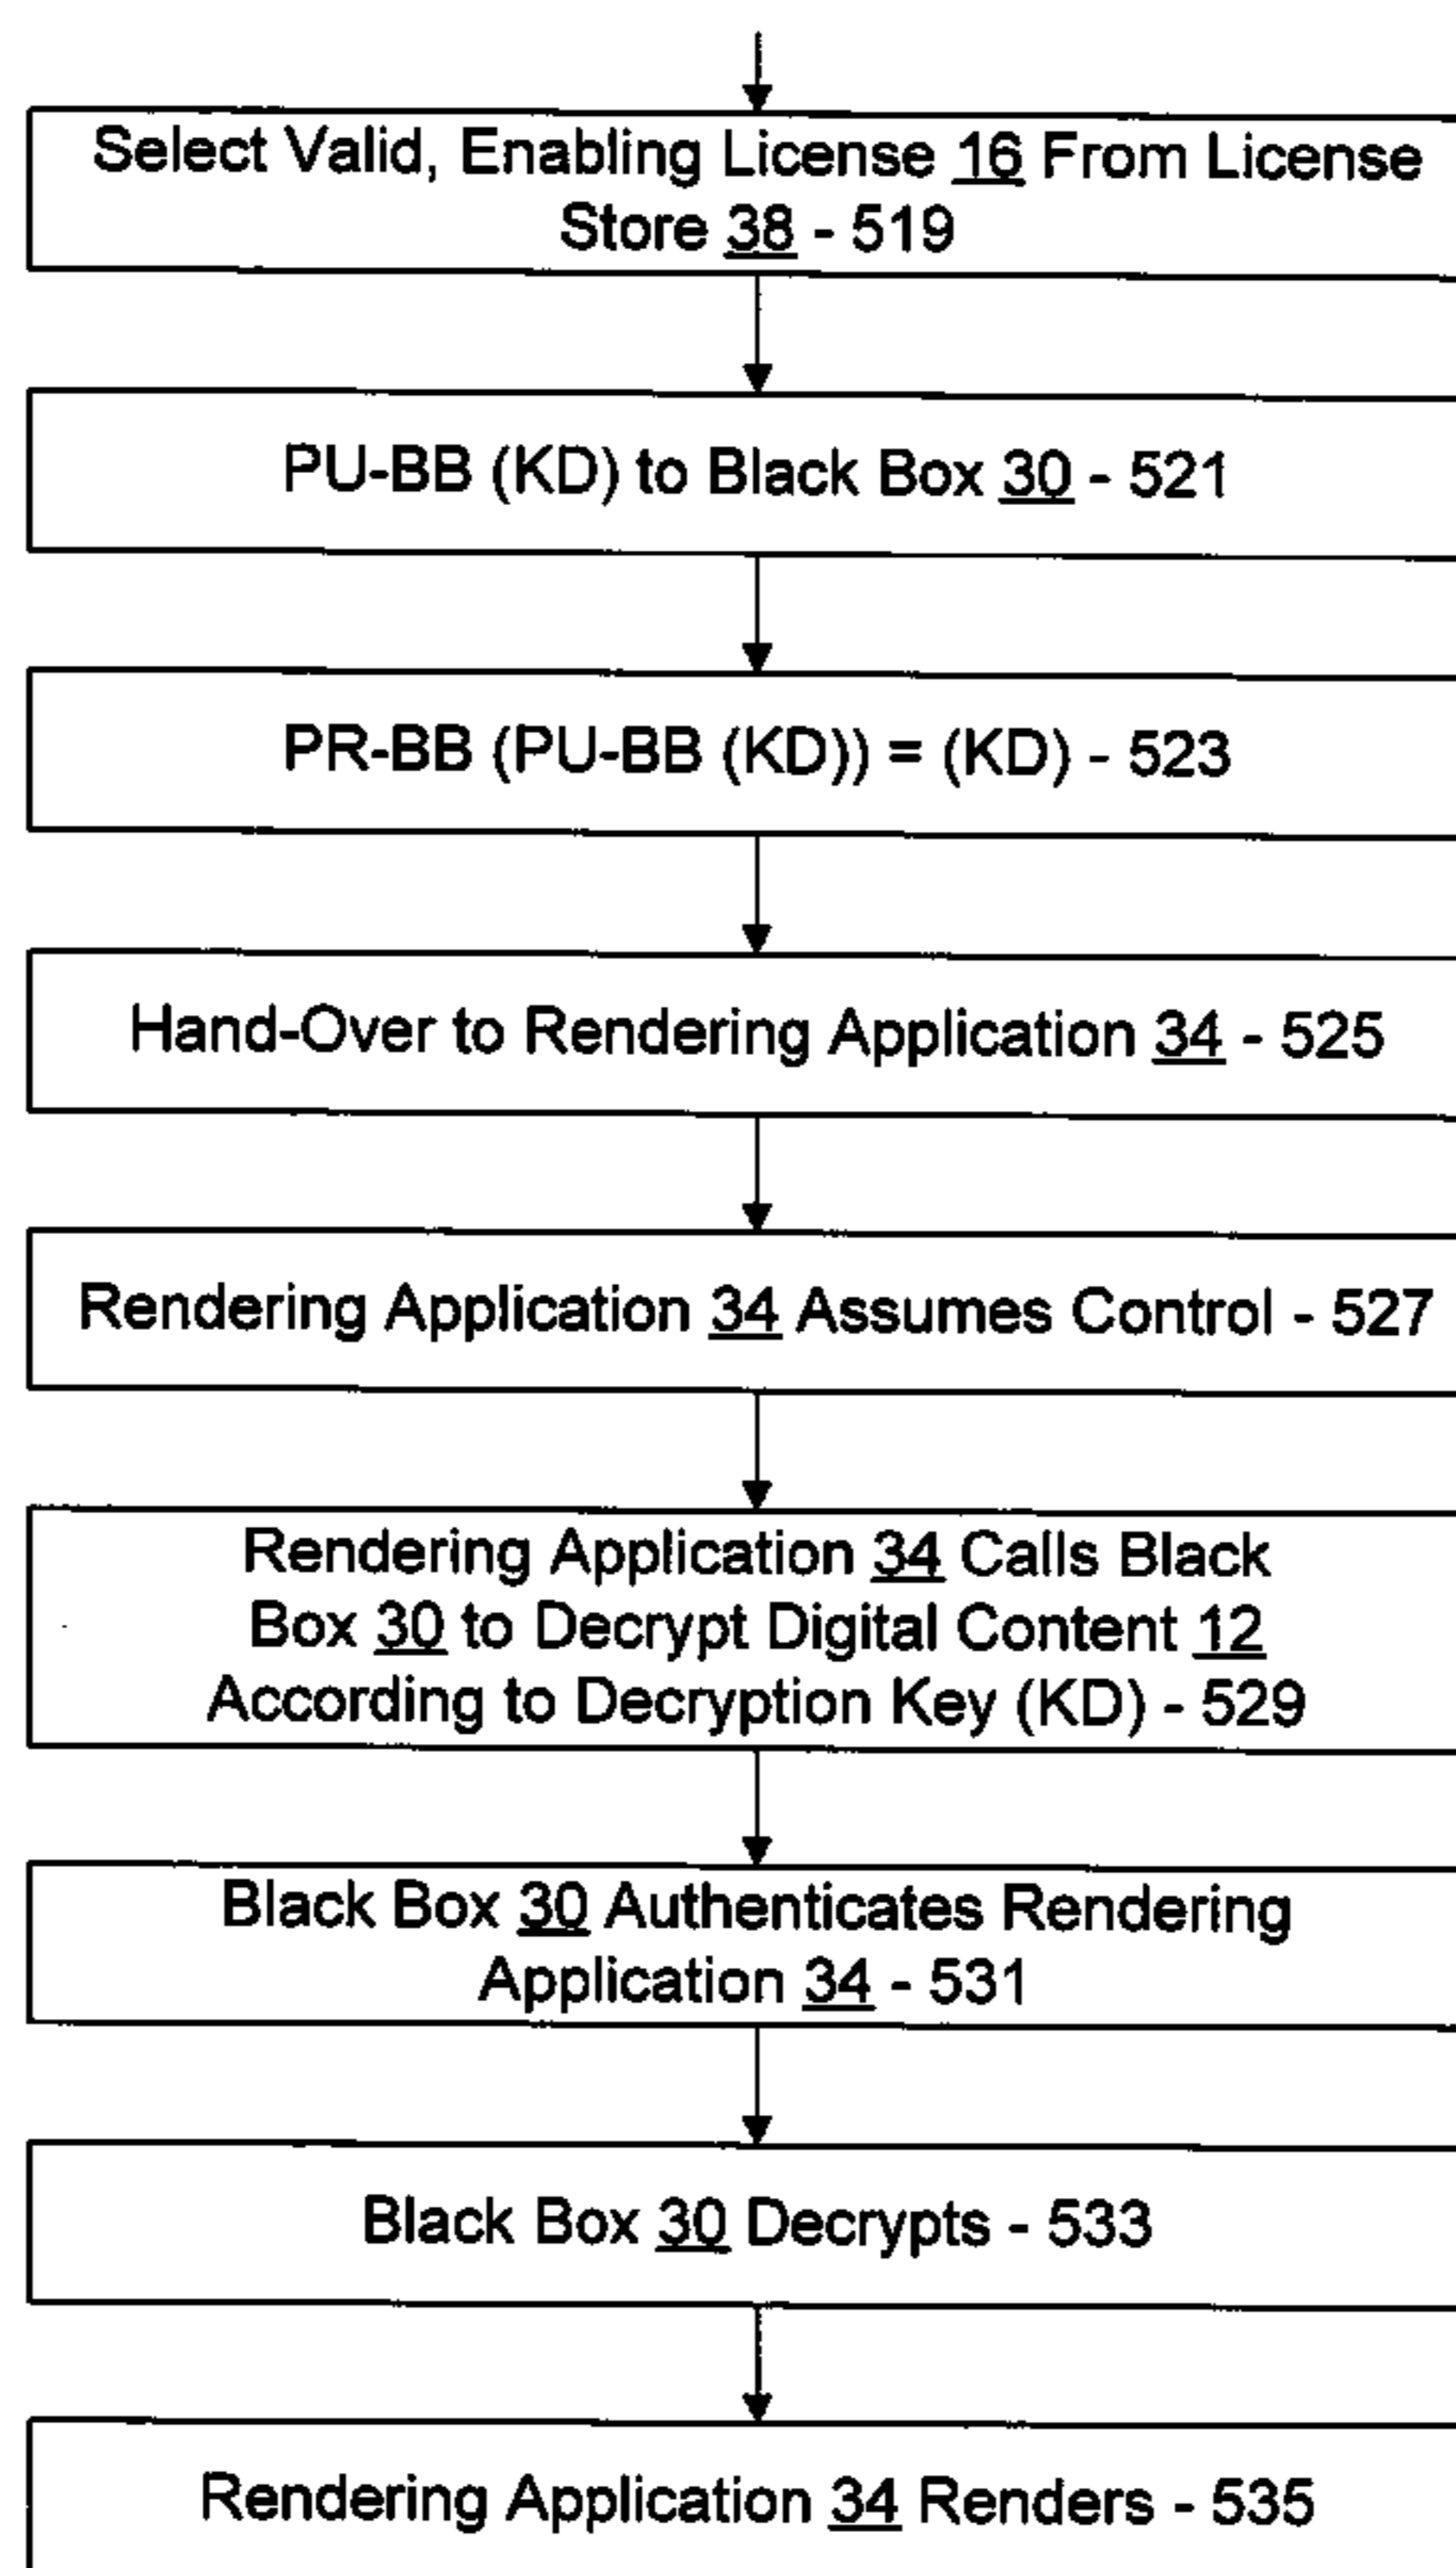 Select Valid, Enabling License 16 From License
Store 38 - 519
PU-BB (KD) to Black Box 30 - 521
PR-BB (PU-BB (KD)) = (KD) - 523
Hand-Over to Rendering Application 34 - 525
Rendering Application 34 Assumes Control - 527
Rendering Application 34 Calls Black
Box 30 to Decrypt Digital Content 12
According to Decryption Key (KD) - 529
Black Box 30 Authenticates Rendering
Application 34 - 531
Black Box 30 Decrypts - 533
Rendering Application 34 Renders - 535